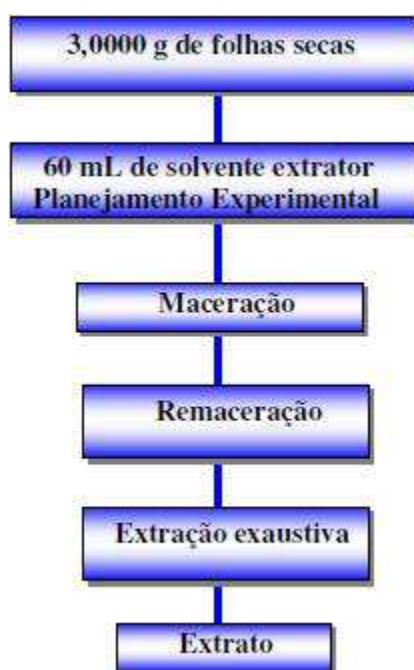 3,0000 g de folhas secas
60 mL de solvente extrator
Planejamento Experimental
Maceração
Remaceração
Extração exaustiva
Extrato